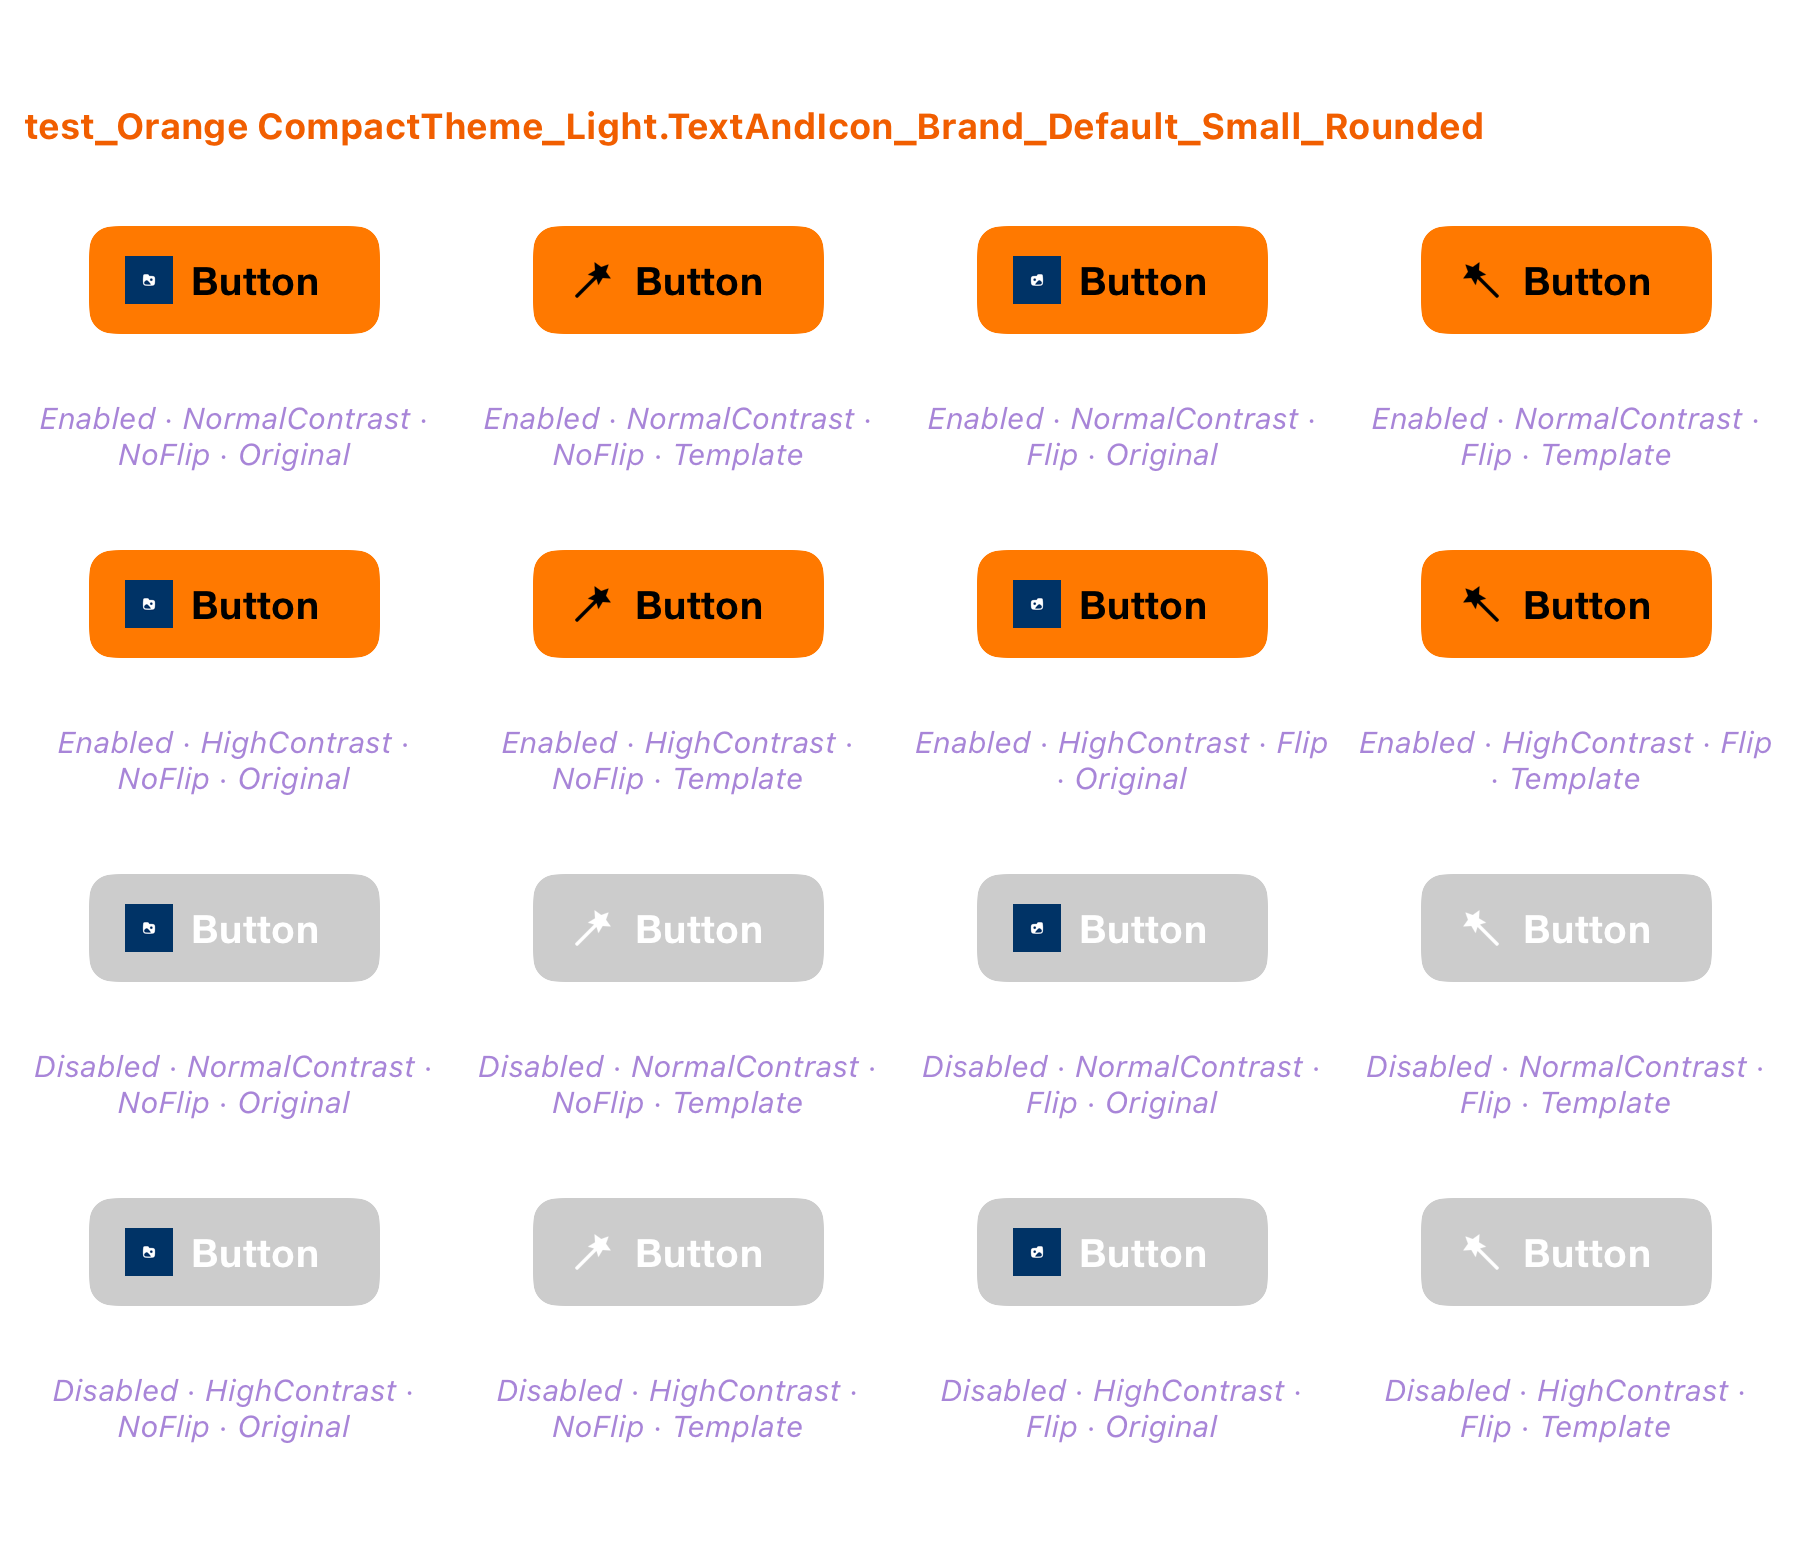 test_Orange CompactTheme_Light.TextAndIcon_Brand_Default_Small_Rounded
Button Button Button Button
Enabled · NormalContrast · Enabled · NormalContrast · Enabled · NormalContrast · Enabled · NormalContrast ·
NoFlip · Original NoFlip · Template Flip · Original Flip · Template
Button Button Button Button
Enabled · HighContrast · Enabled · HighContrast · Enabled · HighContrast · Flip Enabled · HighContrast · Flip
NoFlip · Original NoFlip · Template · Original · Template
Button Button Button Button
Disabled · NormalContrast · Disabled · NormalContrast · Disabled · NormalContrast · Disabled · NormalContrast ·
NoFlip · Original NoFlip · Template Flip · Original Flip · Template
Button Button Button Button
Disabled · HighContrast · Disabled · HighContrast · Disabled · HighContrast · Disabled · HighContrast ·
NoFlip · Original NoFlip · Template Flip · Original Flip · Template